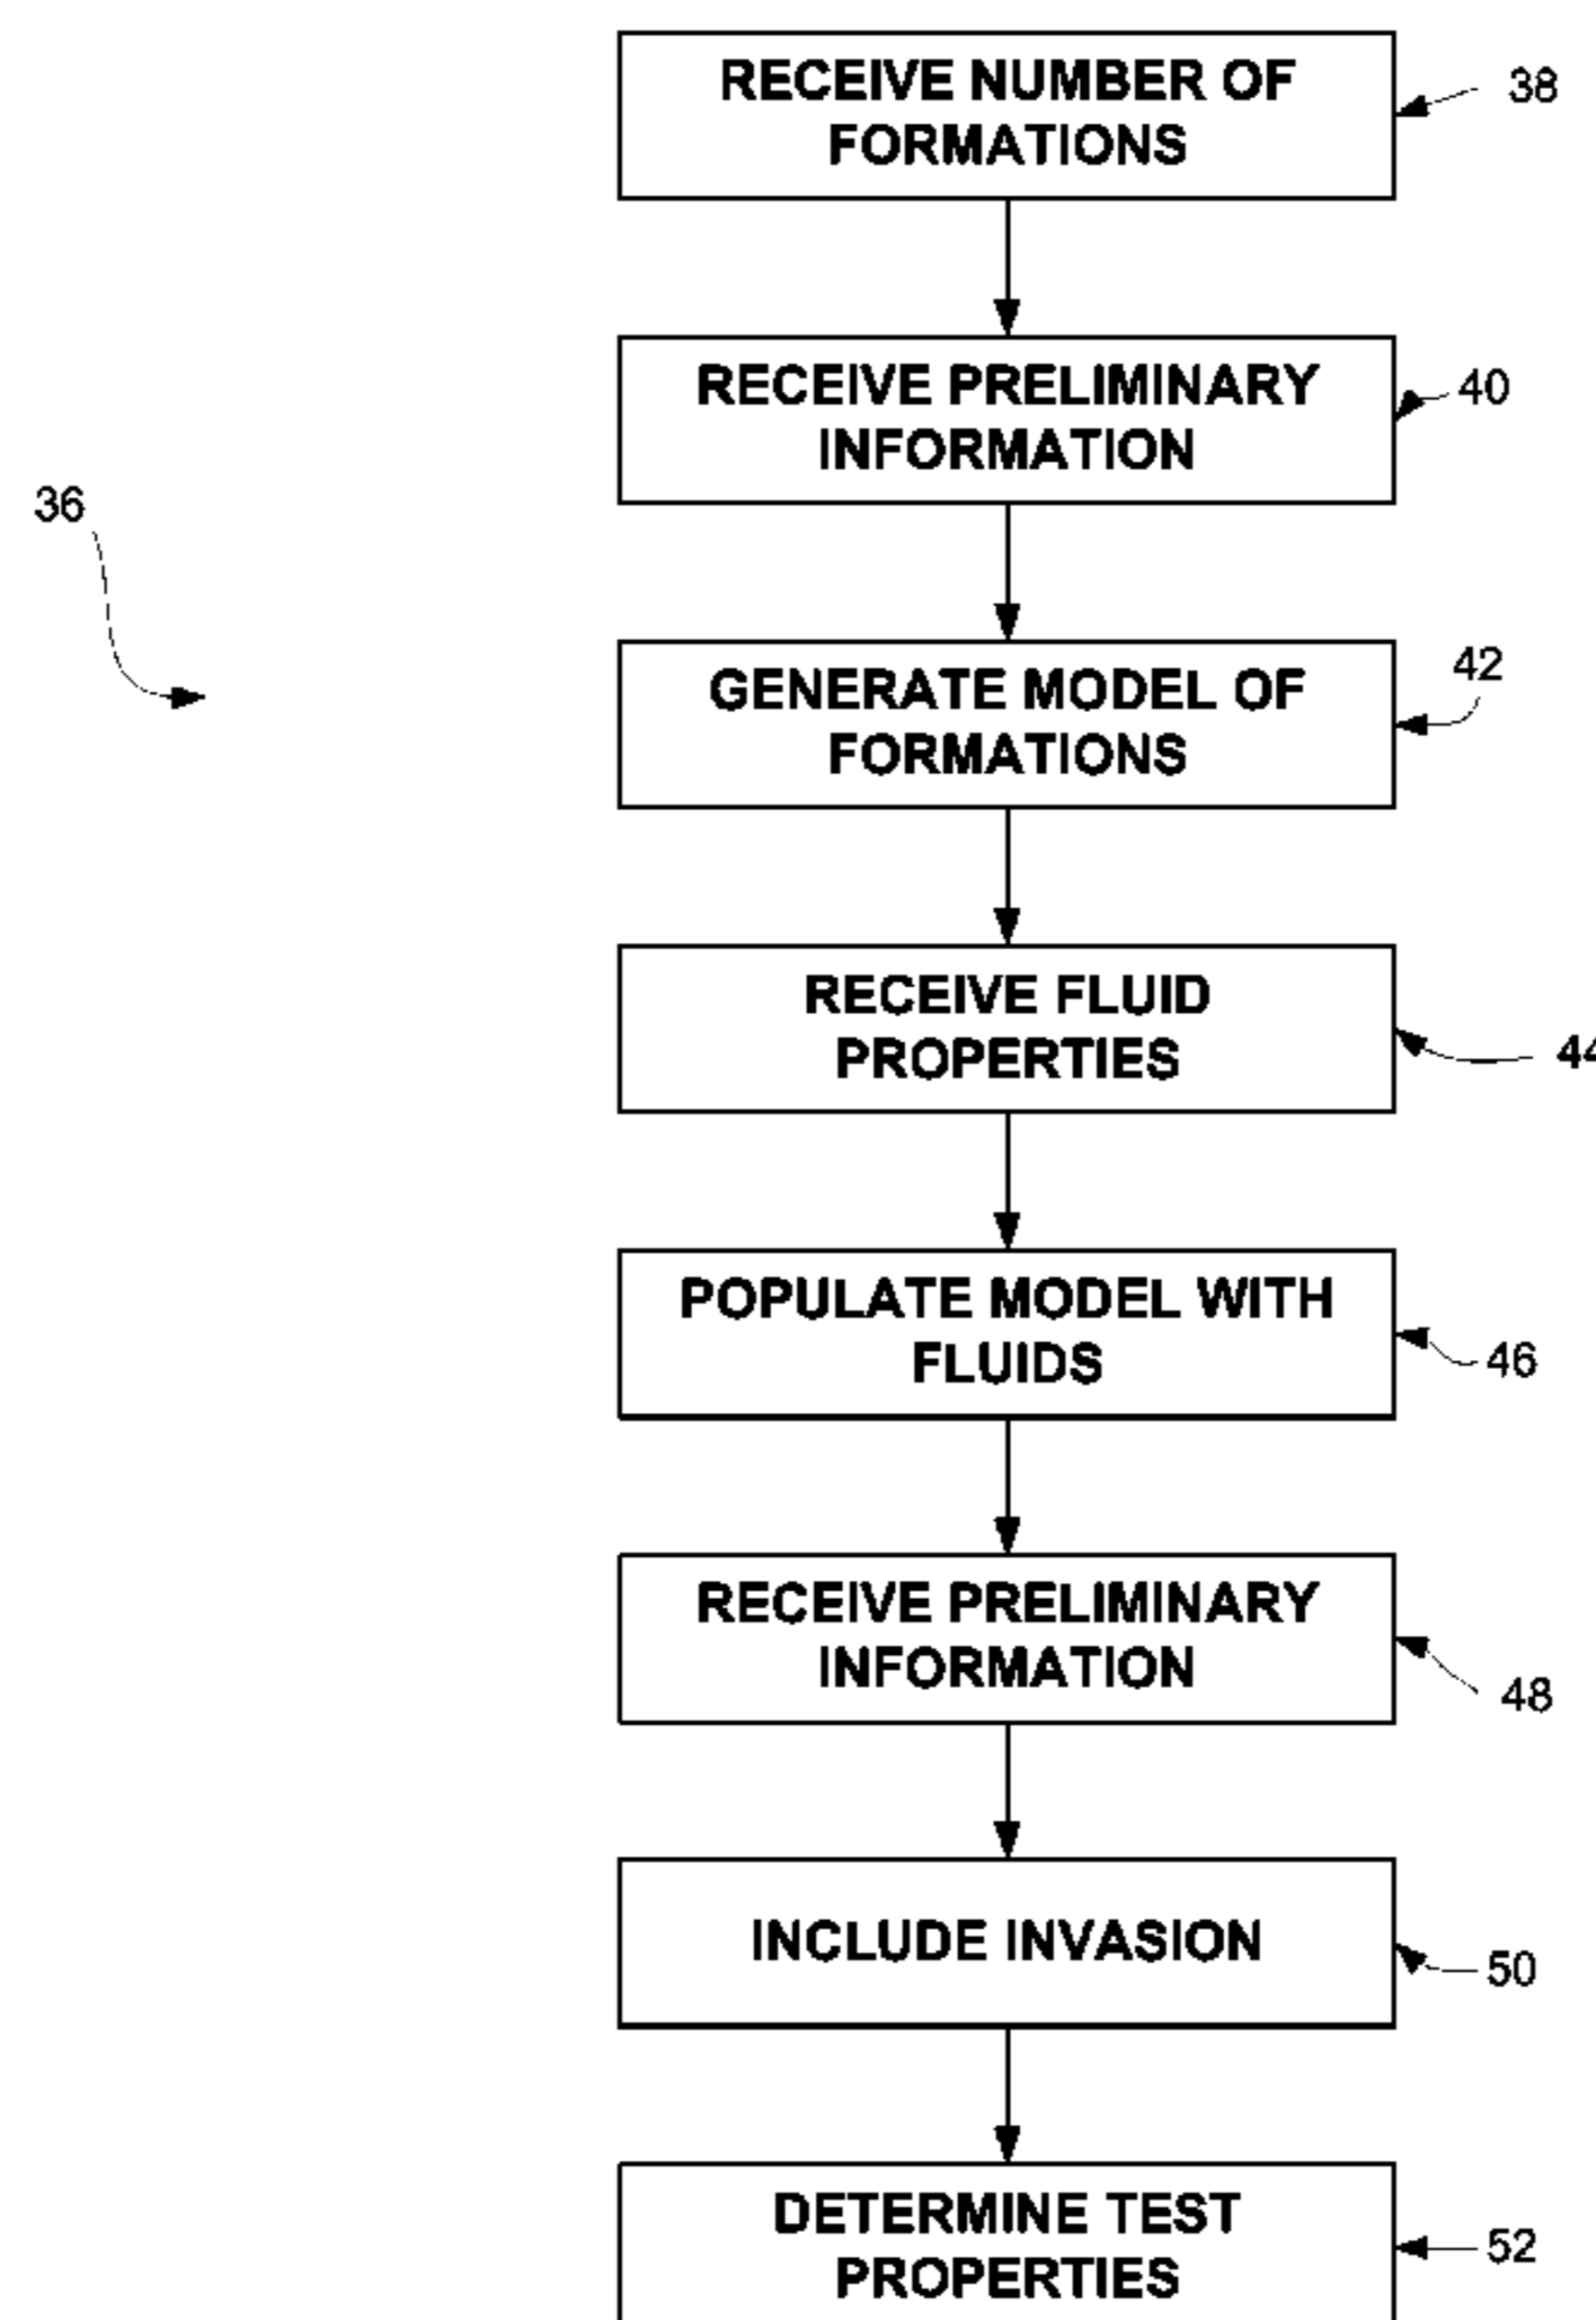 RECEIVE NUMBER OF
FORMATIONS
38
RECEIVE PRELIMINARY
INFORMATION
40
36
GENERATE MODEL OF
FORMATIONS
42
RECEIVE FLUID
PROPERTIES
44
POPULATE MODEL WITH
FLUIDS
46
RECEIVE PRELIMINARY
INFORMATION
48
INCLUDE INVASION
50
DETERMINE TEST
PROPERTIES
52